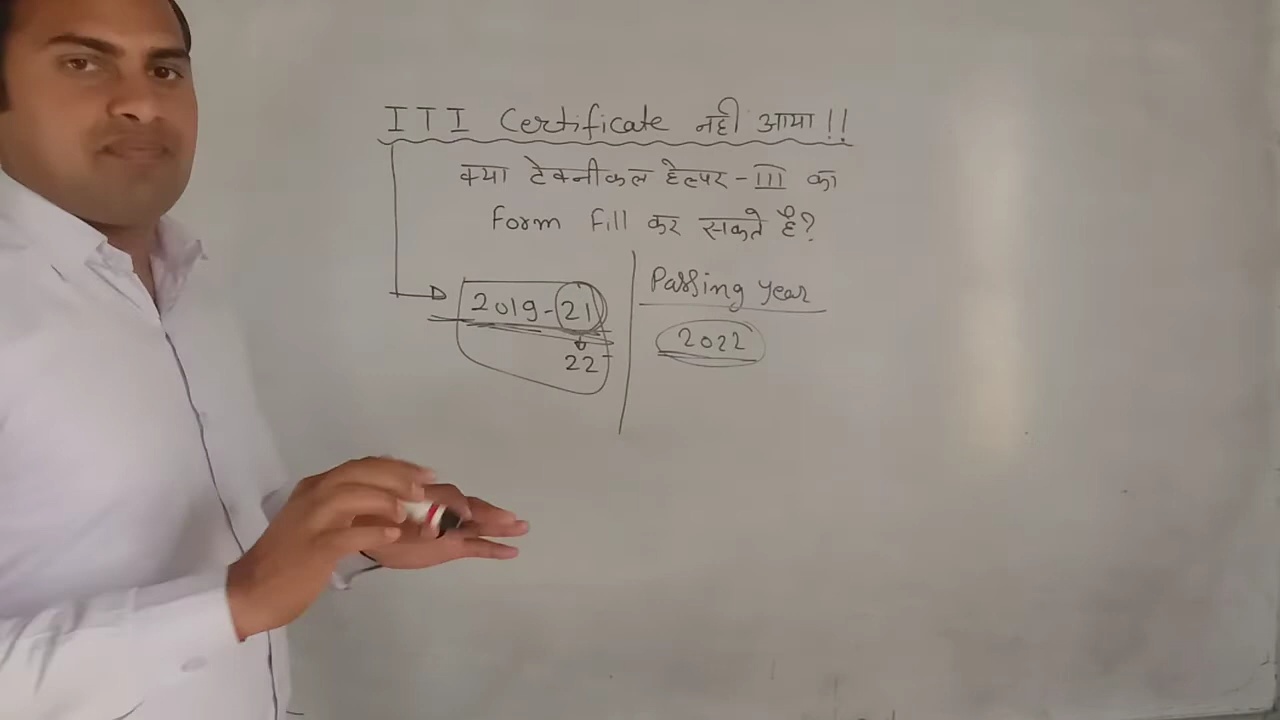 ITI Certificate नही आया!!
क्या टेक्नीकल हेल्पर-III का
Form Fill कर सकते है?
2019-21
22
Passing year
2022